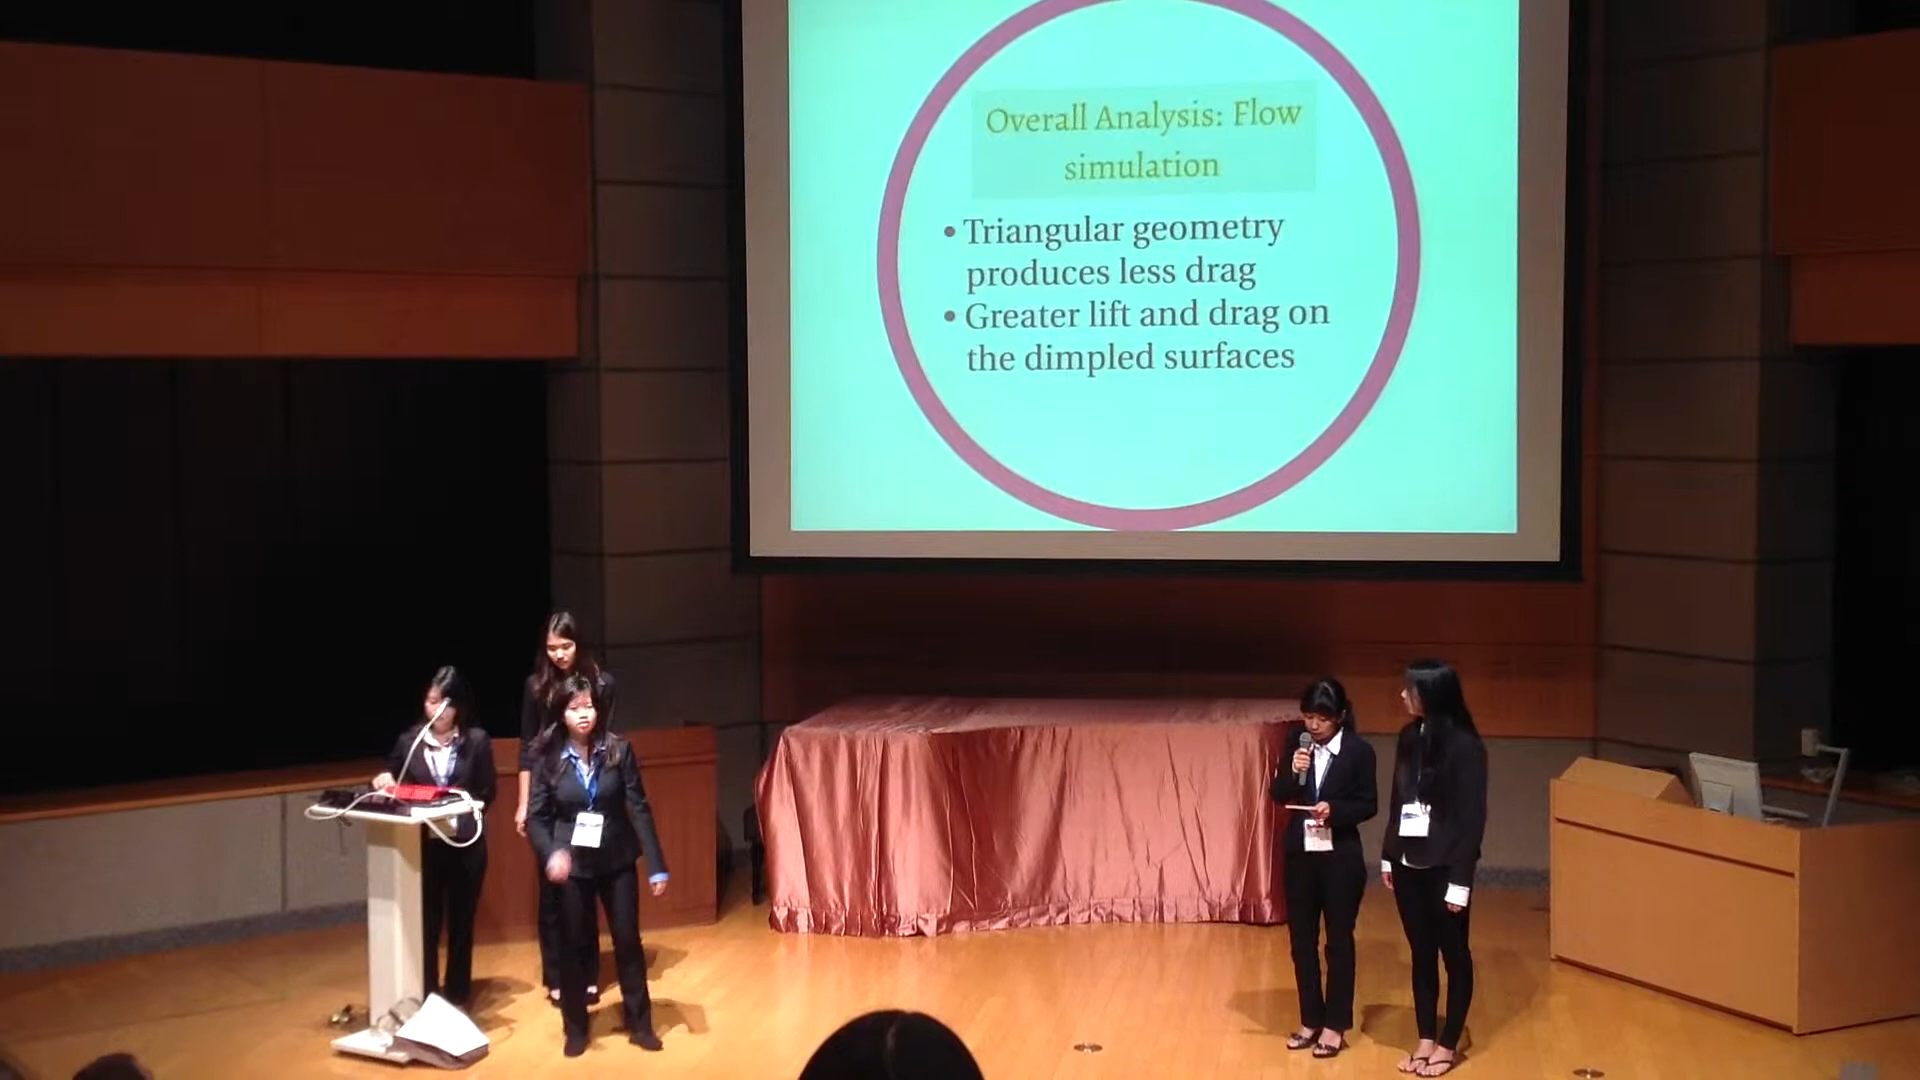 Overall Analysis: Flow
simulation
• Triangular geometry
produces less drag
• Greater lift and drag on
the dimpled surfaces